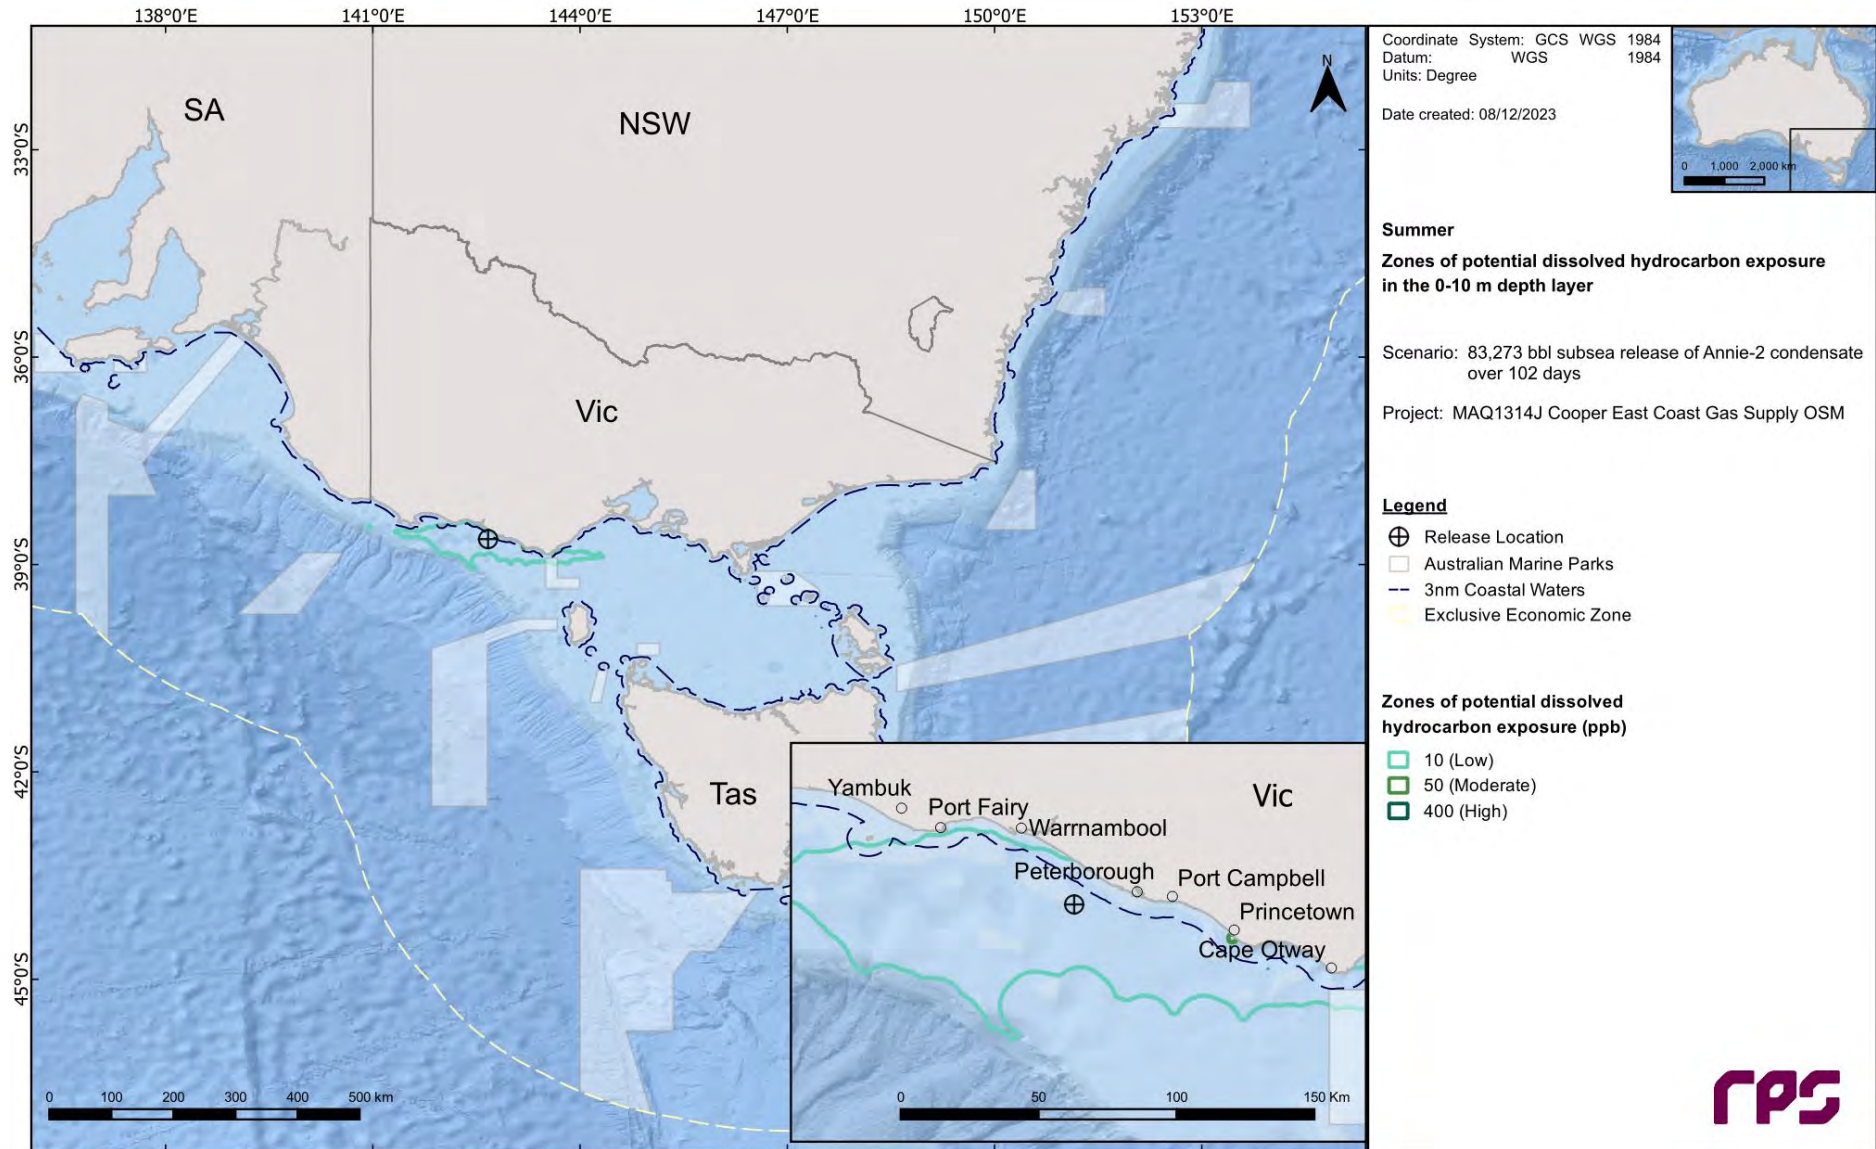 138°0'E 141°0'E 144°0'E 147°0'E 150°0'E 153°0'E
33°0'S
36°0'S
39°0'S
42°0'S
45°0'S
SA
NSW
Vic
Tas
N
0 100 200 300 400 500 km
Yambuk
Port Fairy
Warrnambool
Vic
Peterborough
Port Campbell
Princetown
Cape Otway
0 50 100 150 Km
Coordinate System: GCS WGS 1984
Datum: WGS 1984
Units: Degree
Date created: 08/12/2023
0 1,000 2,000 km
Summer
Zones of potential dissolved hydrocarbon exposure
in the 0-10 m depth layer
Scenario: 83,273 bbl subsea release of Annie-2 condensate
over 102 days
Project: MAQ1314J Cooper East Coast Gas Supply OSM
Legend
Release Location
Australian Marine Parks
3nm Coastal Waters
Exclusive Economic Zone
Zones of potential dissolved
hydrocarbon exposure (ppb)
10 (Low)
50 (Moderate)
400 (High)
rps